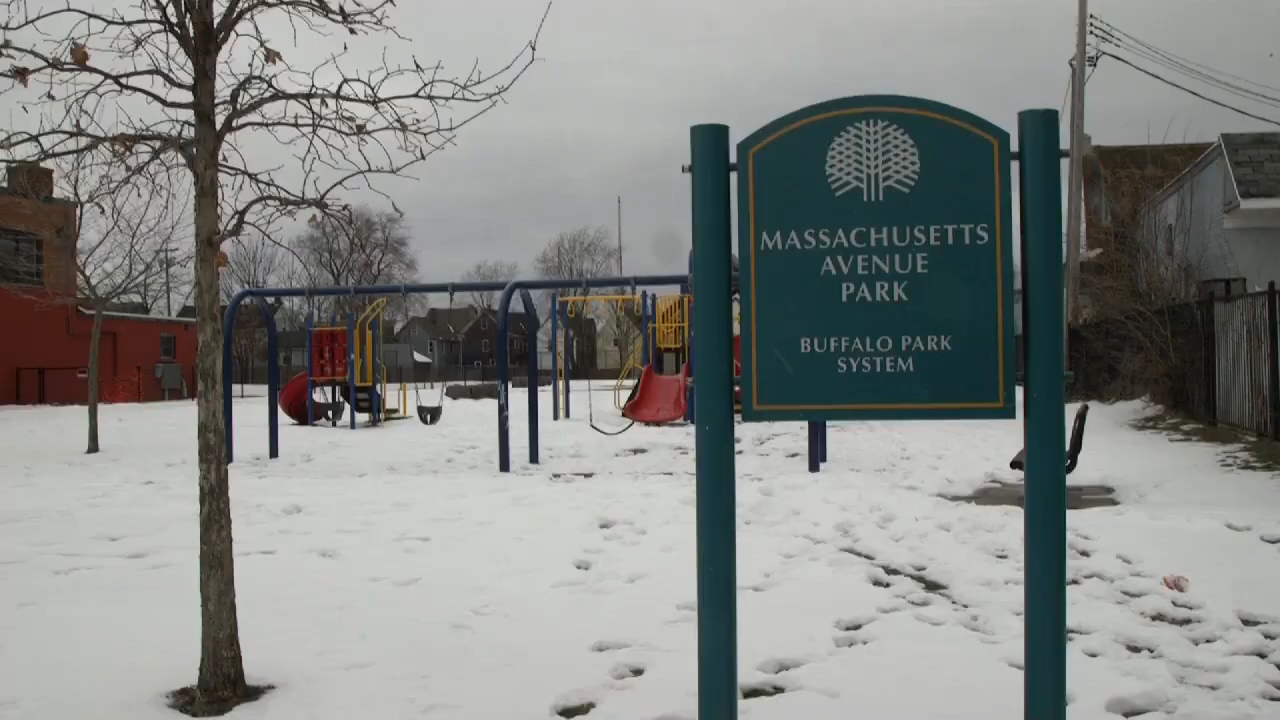 MASSACHUSETTS
AVENUE
PARK
BUFFALO PARK
SYSTEM